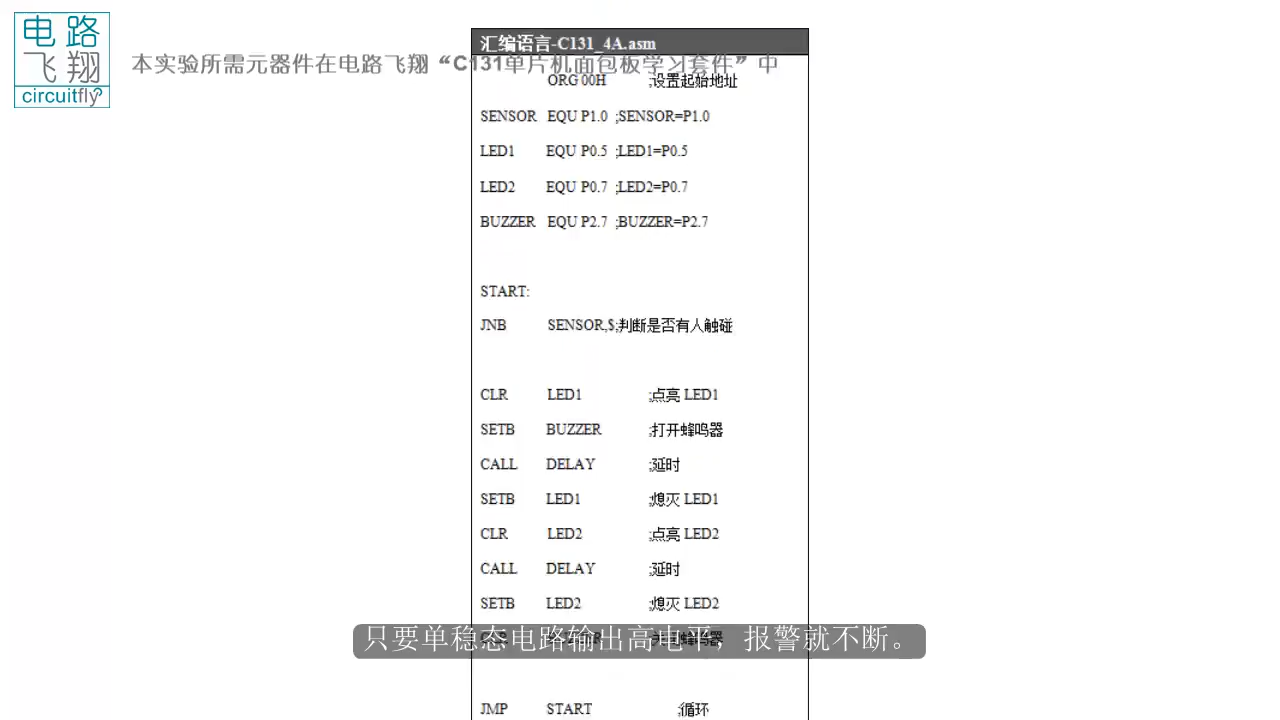 电路
飞翔
circuitfly
汇编语言-C131_4A.asm
本实验所需元器件在电路飞翔“C131单片机面包板学习套件”中
ORG 00H ;设置起始地址
SENSOR EQU P1.0 ;SENSOR=P1.0
LED1 EQU P0.5 ;LED1=P0.5
LED2 EQU P0.7 ;LED2=P0.7
BUZZER EQU P2.7 ;BUZZER=P2.7
START:
JNB SENSOR,$;判断是否有人触碰
CLR LED1 ;点亮 LED1
SETB BUZZER ;打开蜂鸣器
CALL DELAY ;延时
SETB LED1 ;熄灭 LED1
CLR LED2 ;点亮 LED2
CALL DELAY ;延时
SETB LED2 ;熄灭 LED2
只要单稳态电路输出高电平，报警就不断。
JMP START ;循环